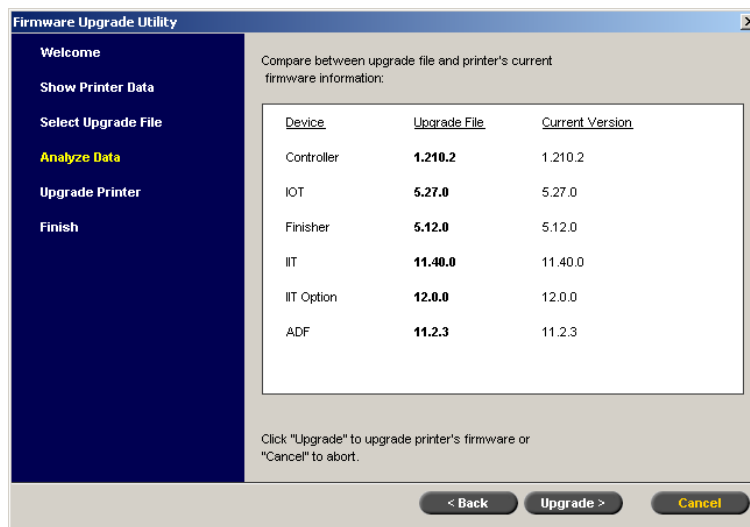 Firmware Upgrade Utility
Welcome
Show Printer Data
Select Upgrade File
Analyze Data
Upgrade Printer
Finish
Compare between upgrade file and printer's current
firmware information:
Device Upgrade File Current Version
Controller 1.210.2 1.210.2
IOT 5.27.0 5.27.0
Finisher 5.12.0 5.12.0
IIT 11.40.0 11.40.0
IIT Option 12.0.0 12.0.0
ADF 11.2.3 11.2.3
Click "Upgrade" to upgrade printer's firmware or
"Cancel" to abort.
< Back Upgrade > Cancel